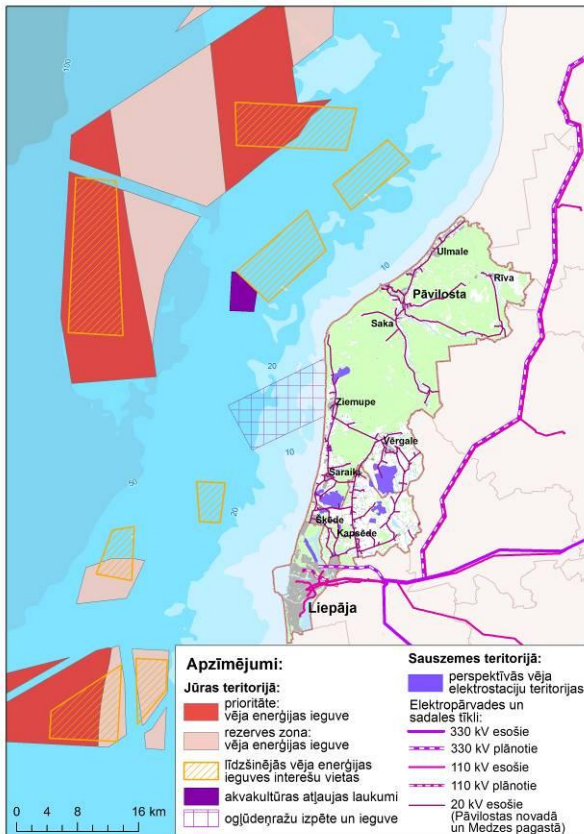 10
Ulmale
Rīva
Pāvilosta
Saka
20
Ziemupe
Vērgale
10
Saraiķi
50
20
Šķēde
Kapsēde
Liepāja
Apzīmējumi:
Jūras teritorijā:
prioritāte:
vēja enerģijas ieguve
rezerves zona:
vēja enerģijas ieguve
līdzšinējās vēja enerģijas
ieguves interešu vietas
akvakultūras atļaujas laukumi
ogļūdeņražu izpēte un ieguve
0 4 8 16 km
Sauszemes teritorijā:
perspektīvās vēja
elektrostaciju teritorijas
Elektropārvades un
sadales tīkli:
330 kV esošie
330 kV plānotie
110 kV esošie
110 kV plānotie
20 kV esošie
(Pāvilostas novadā
un Medzes pagastā)